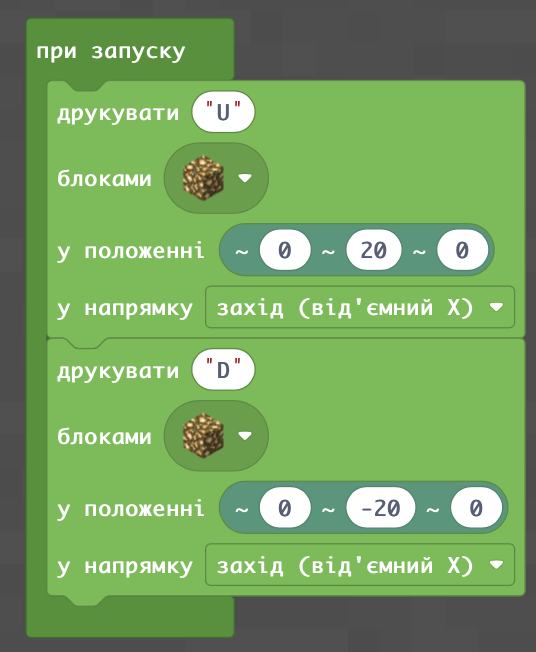 при запуску
друкувати "U"
блоками
у положенні ~ 0 ~ 20 ~ 0
у напрямку захід (від'ємний X)
друкувати "D"
блоками
у положенні ~ 0 ~ -20 ~ 0
у напрямку захід (від'ємний X)